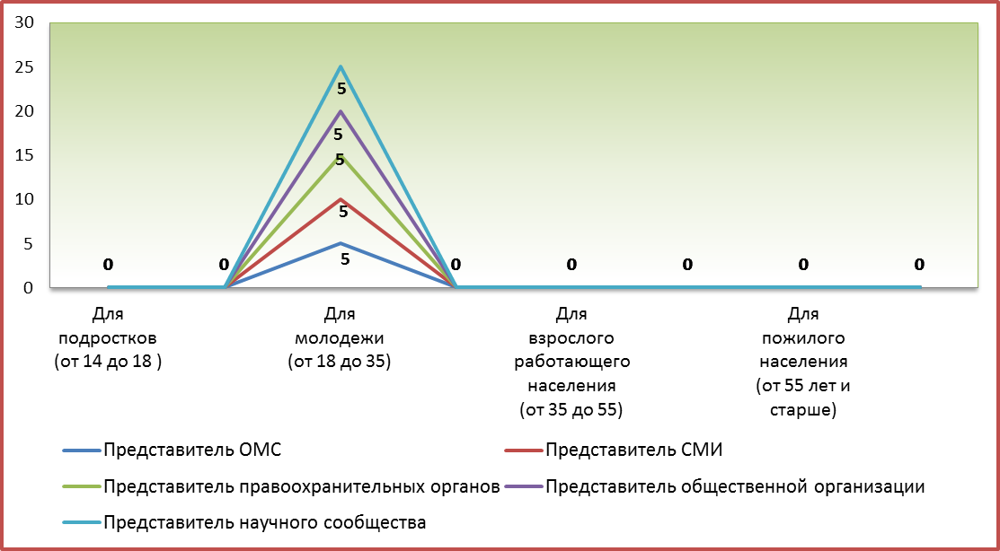 30
25
20
15
10
5
0
5
5
5
5
5
0 0 0 0 0 0 0
Для подростков (от 14 до 18 )
Для молодежи (от 18 до 35)
Для взрослого работающего населения (от 35 до 55)
Для пожилого населения (от 55 лет и старше)
Представитель ОМС
Представитель СМИ
Представитель правоохранительных органов
Представитель общественной организации
Представитель научного сообщества